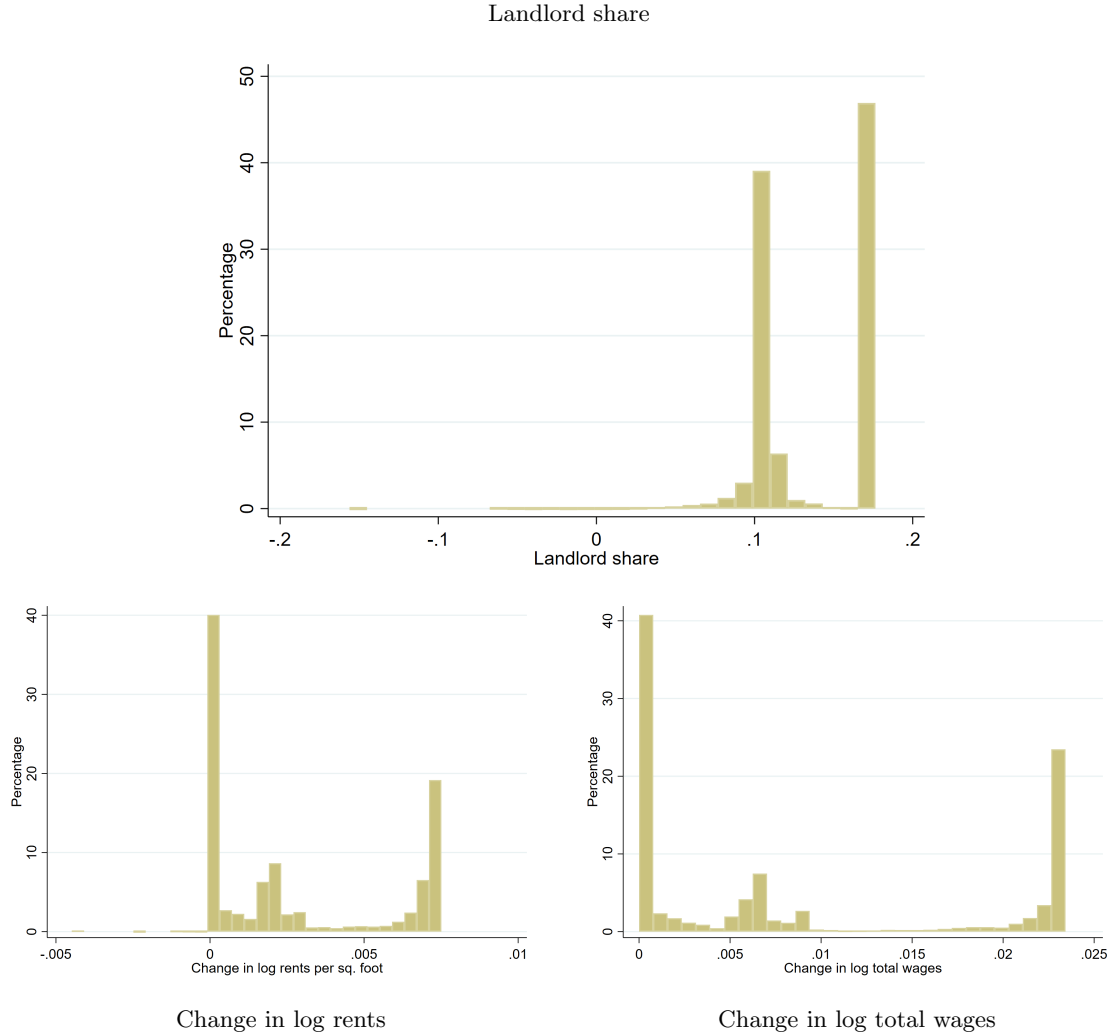 Landlord share
Percentage
50
40
30
20
10
0
-.2 -.1 0 .1 .2
Landlord share
Percentage
40
30
20
10
0
-.005 0 .005 .01
Change in log rents per sq. foot
Change in log rents
Percentage
40
30
20
10
0
0 .005 .01 .015 .02 .025
Change in log total wages
Change in log total wages